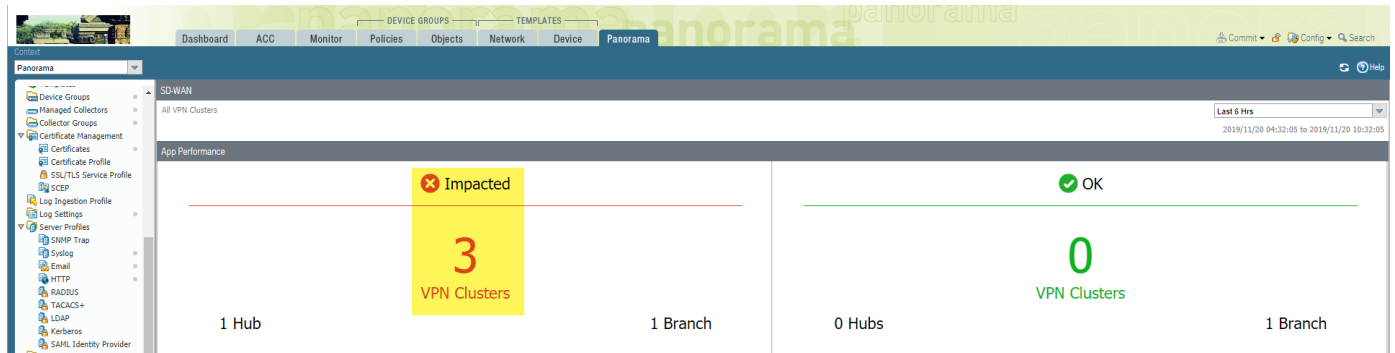 panorama
DEVICE GROUPS
TEMPLATES
Dashboard ACC Monitor Policies Objects Network Device Panorama
Commit Config Search
Context
Panorama
Help
Device Groups
Managed Collectors
Collector Groups
Certificate Management
Certificates
Certificate Profile
SSL/TLS Service Profile
SCEP
Log Ingestion Profile
Log Settings
Server Profiles
SNMP Trap
Syslog
Email
HTTP
RADIUS
TACACS+
LDAP
Kerberos
SAML Identity Provider
SD-WAN
All VPN Clusters
Last 6 Hrs
2019/11/20 04:32:05 to 2019/11/20 10:32:05
App Performance
Impacted
3
VPN Clusters
1 Hub
1 Branch
OK
0
VPN Clusters
0 Hubs
1 Branch